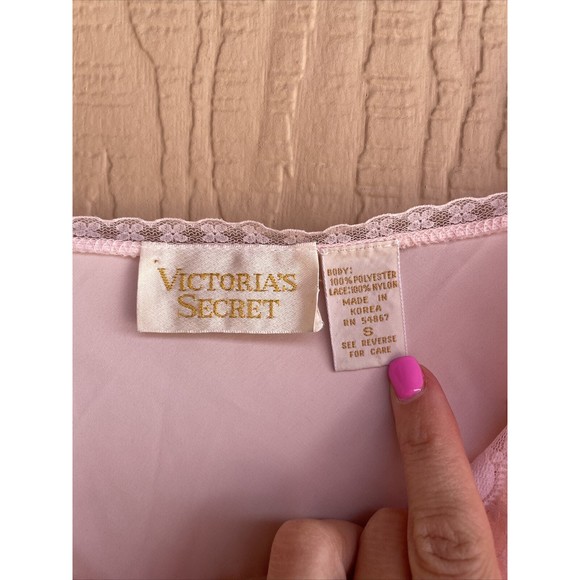 VICTORIA'S
SECRET
BODY:
100% POLYESTER
LACE:100% NYLON
MADE IN
KOREA
RN 54867
S
SEE REVERSE
FOR CARE